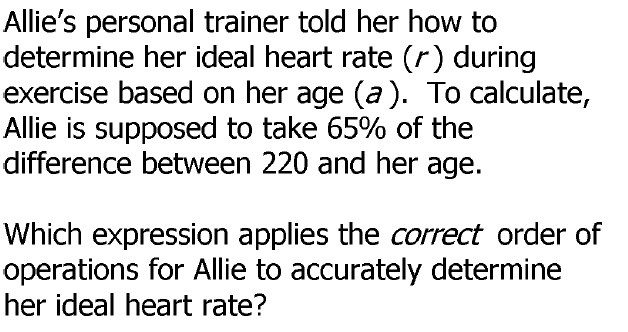 Allie's personal trainer told her how to
determine her ideal heart rate (r) during
exercise based on her age (a). To calculate,
Allie is supposed to take 65% of the
difference between 220 and her age.
Which expression applies the correct order of
operations for Allie to accurately determine
her ideal heart rate?